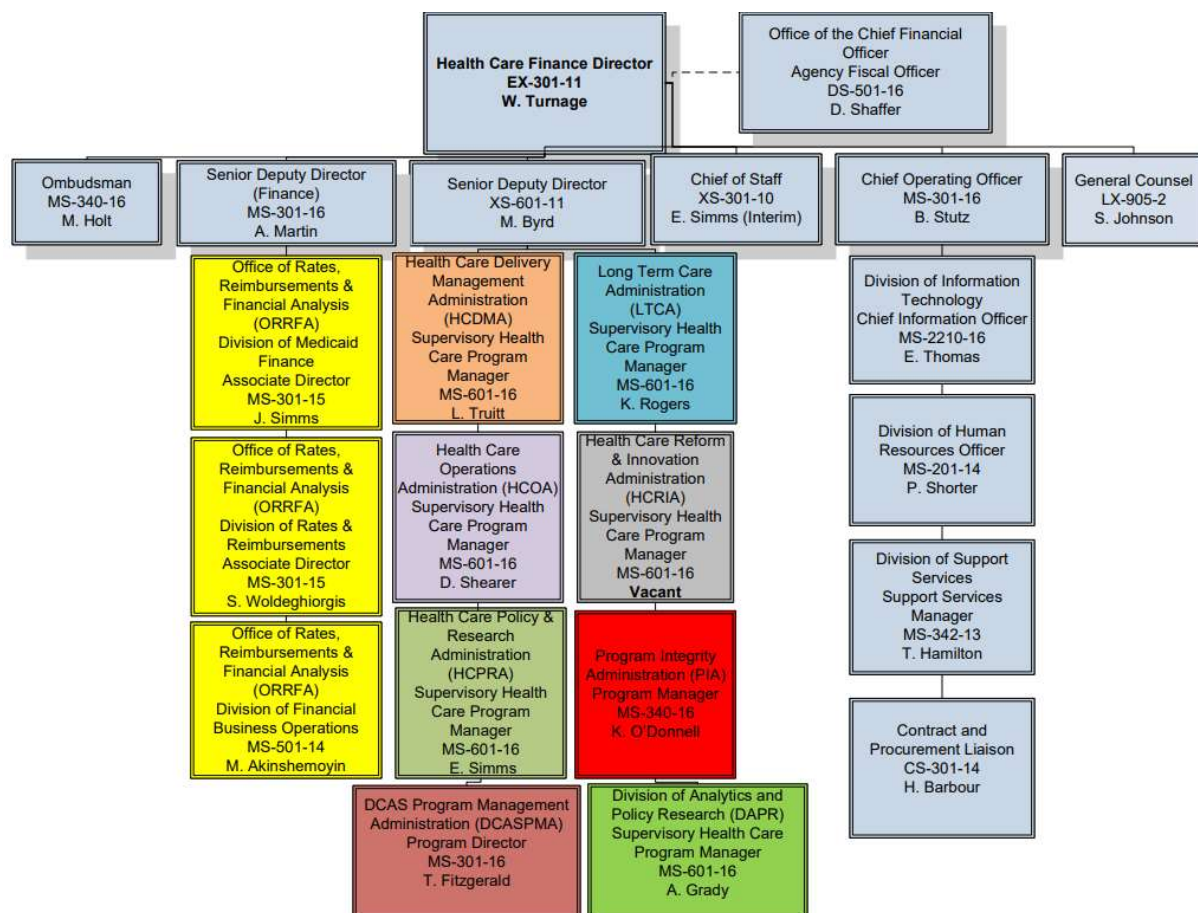 Health Care Finance Director
EX-301-11
W. Turnage
Office of the Chief Financial
Officer
Agency Fiscal Officer
DS-501-16
D. Shaffer
Ombudsman
MS-340-16
M. Holt
Senior Deputy Director
(Finance)
MS-301-16
A. Martin
Senior Deputy Director
XS-601-11
M. Byrd
Chief of Staff
XS-301-10
E. Simms (Interim)
Chief Operating Officer
MS-301-16
B. Stutz
General Counsel
LX-905-2
S. Johnson
Office of Rates,
Reimbursements &
Financial Analysis
(ORRFA)
Division of Medicaid
Finance
Associate Director
MS-301-15
J. Simms
Health Care Delivery
Management
Administration
(HCDMA)
Supervisory Health
Care Program
Manager
MS-601-16
L. Truitt
Long Term Care
Administration
(LTCA)
Supervisory Health
Care Program
Manager
MS-601-16
K. Rogers
Division of Information
Technology
Chief Information Officer
MS-2210-16
E. Thomas
Office of Rates,
Reimbursements &
Financial Analysis
(ORRFA)
Division of Rates &
Reimbursements
Associate Director
MS-301-15
S. Woldeghiorgis
Health Care
Operations
Administration (HCOA)
Supervisory Health
Care Program
Manager
MS-601-16
D. Shearer
Health Care Reform
& Innovation
Administration
(HCRIA)
Supervisory Health
Care Program
Manager
MS-601-16
Vacant
Division of Human
Resources Officer
MS-201-14
P. Shorter
Division of Support
Services
Support Services
Manager
MS-342-13
T. Hamilton
Office of Rates,
Reimbursements &
Financial Analysis
(ORRFA)
Division of Financial
Business Operations
MS-501-14
M. Akinshemoyin
Health Care Policy &
Research
Administration
(HCPRA)
Supervisory Health
Care Program
Manager
MS-601-16
E. Simms
Program Integrity
Administration (PIA)
Program Manager
MS-340-16
K. O'Donnell
Contract and
Procurement Liaison
CS-301-14
H. Barbour
DCAS Program Management
Administration (DCASPMA)
Program Director
MS-301-16
T. Fitzgerald
Division of Analytics and
Policy Research (DAPR)
Supervisory Health Care
Program Manager
MS-601-16
A. Grady